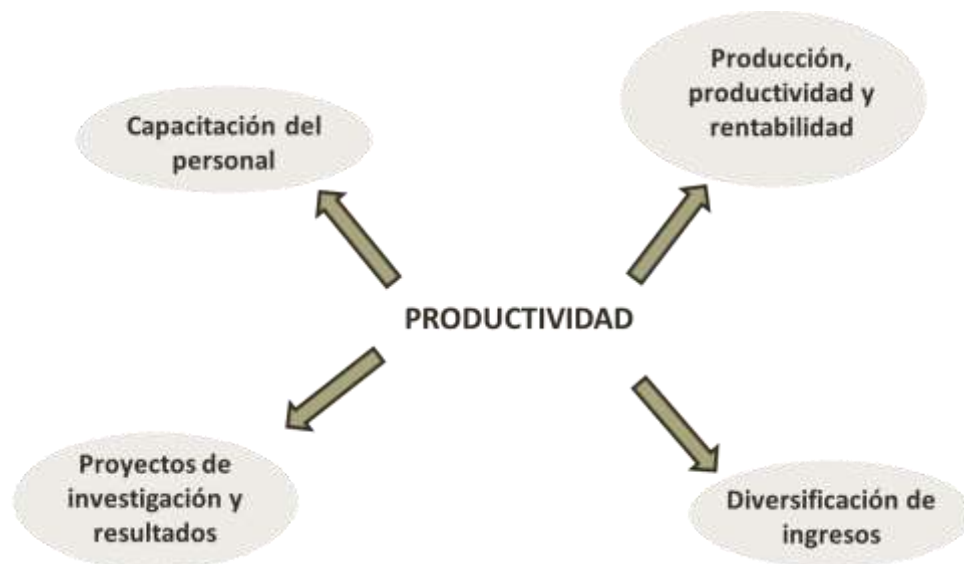 Capacitación del
personal
Producción,
productividad y
rentabilidad
PRODUCTIVIDAD
Proyectos de
investigación y
resultados
Diversificación de
ingresos